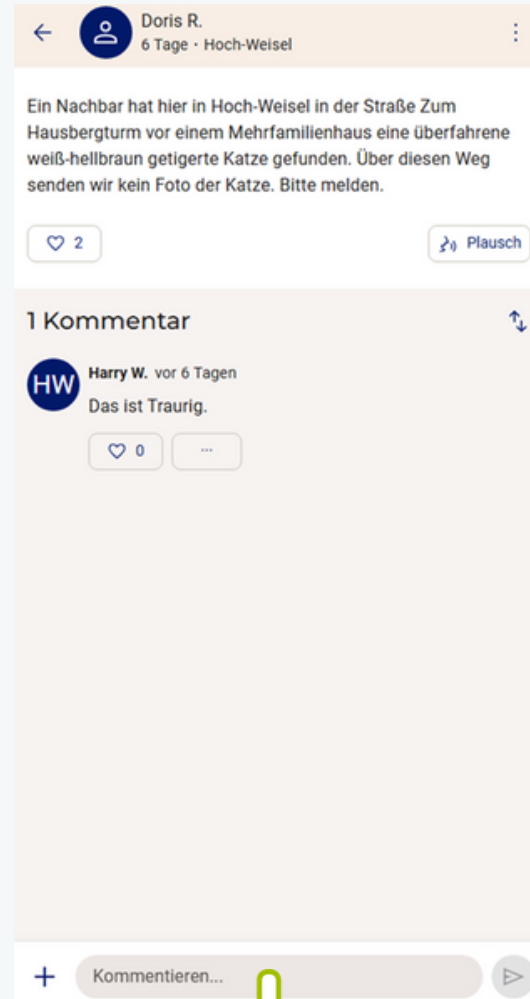 Doris R.
6 Tage · Hoch-Weisel
Ein Nachbar hat hier in Hoch-Weisel in der Straße Zum
Hausbergturm vor einem Mehrfamilienhaus eine überfahrene
weiß-hellbraun getigerte Katze gefunden. Über diesen Weg
senden wir kein Foto der Katze. Bitte melden.
2
Plausch
1 Kommentar
HW
Harry W. vor 6 Tagen
Das ist Traurig.
0
Kommentieren...